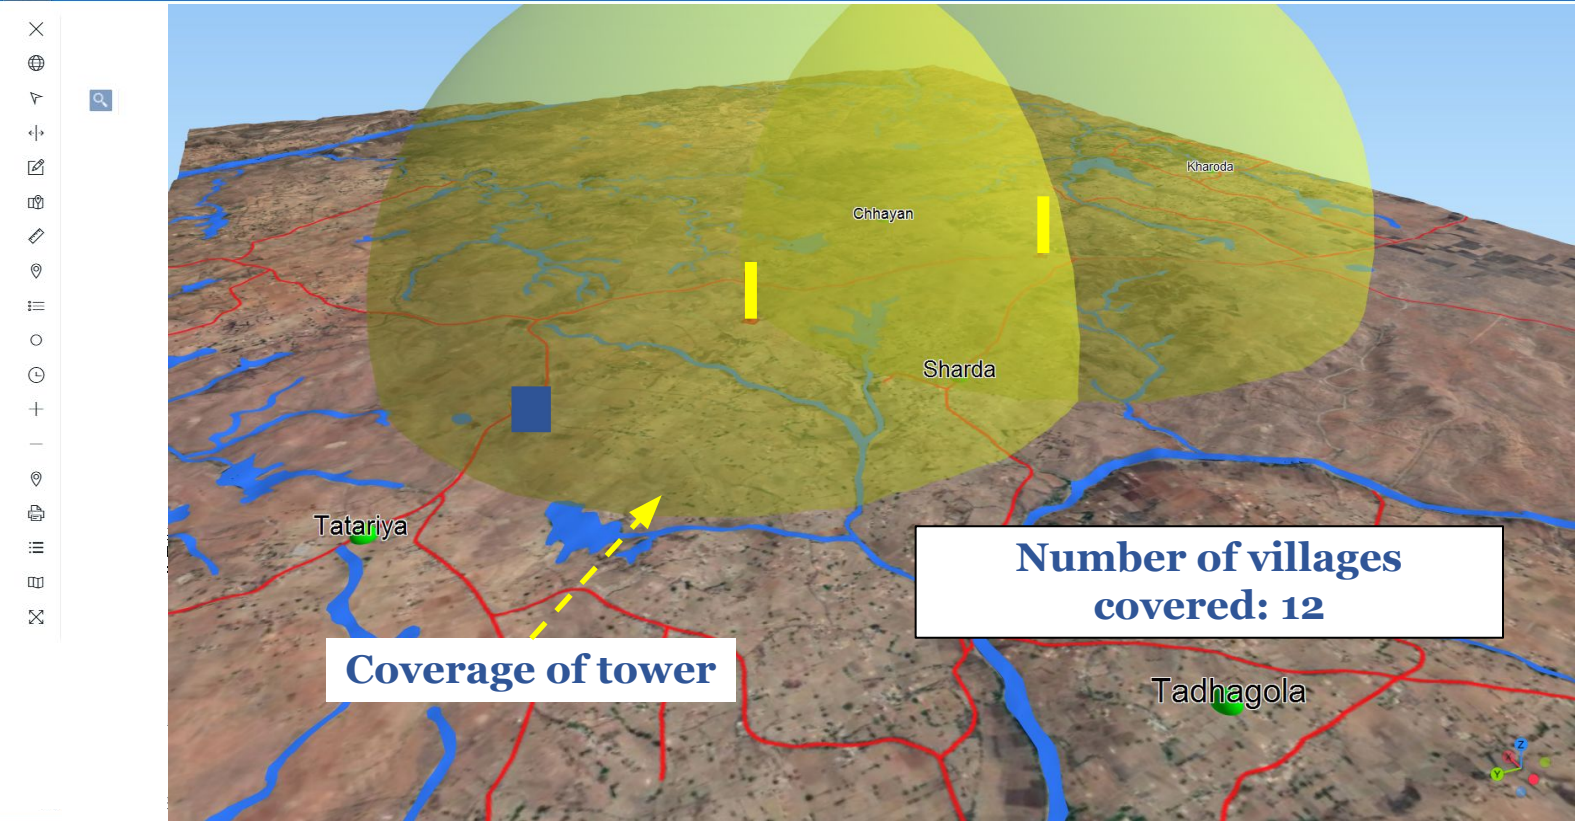 Kharoda
Chhayan
Sharda
Tatariya
Number of villages
covered: 12
Coverage of tower
Tadhagola
Z
X
Y